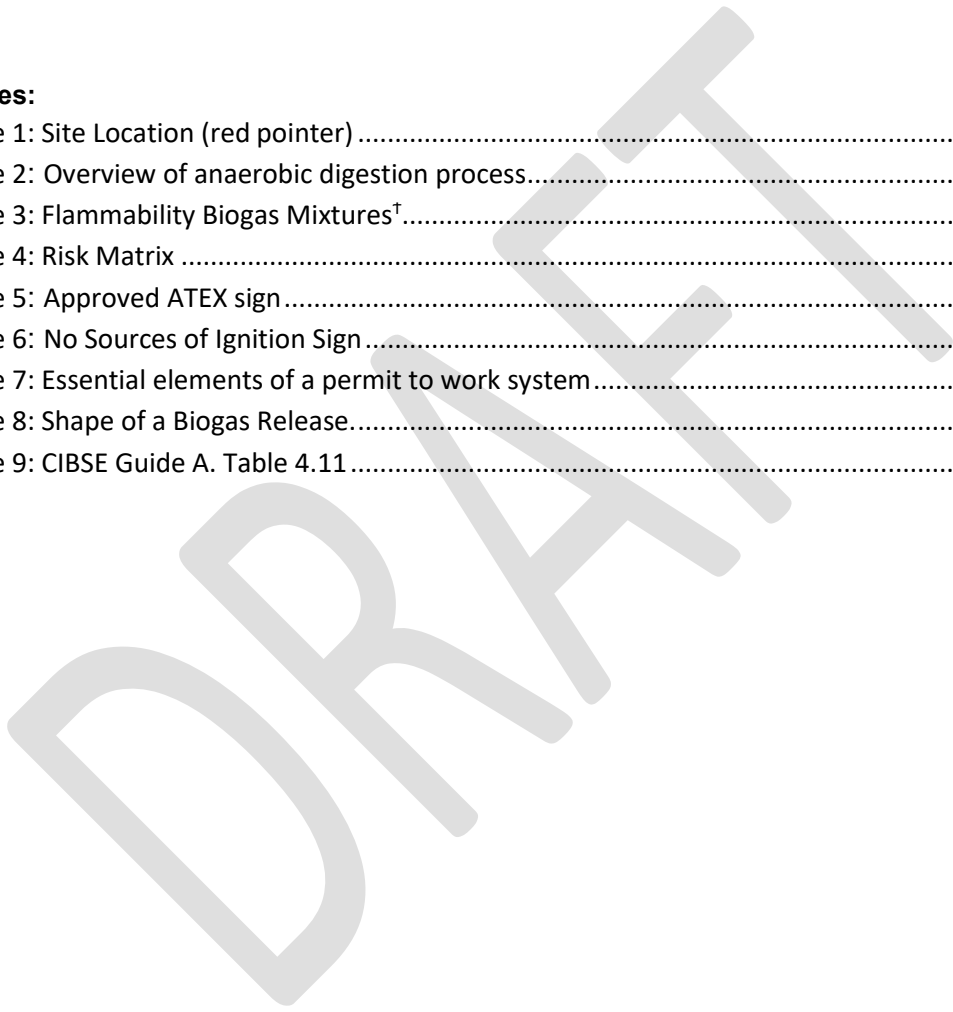 es:
e 1: Site Location (red pointer)..........................................................................................
e 2: Overview of anaerobic digestion process................................................................
e 3: Flammability Biogas Mixtures†..................................................................................
e 4: Risk Matrix ....................................................................................................................
e 5: Approved ATEX sign....................................................................................................
e 6: No Sources of Ignition Sign.........................................................................................
e 7: Essential elements of a permit to work system.......................................................
e 8: Shape of a Biogas Release...........................................................................................
e 9: CIBSE Guide A. Table 4.11...........................................................................................
DRAFT